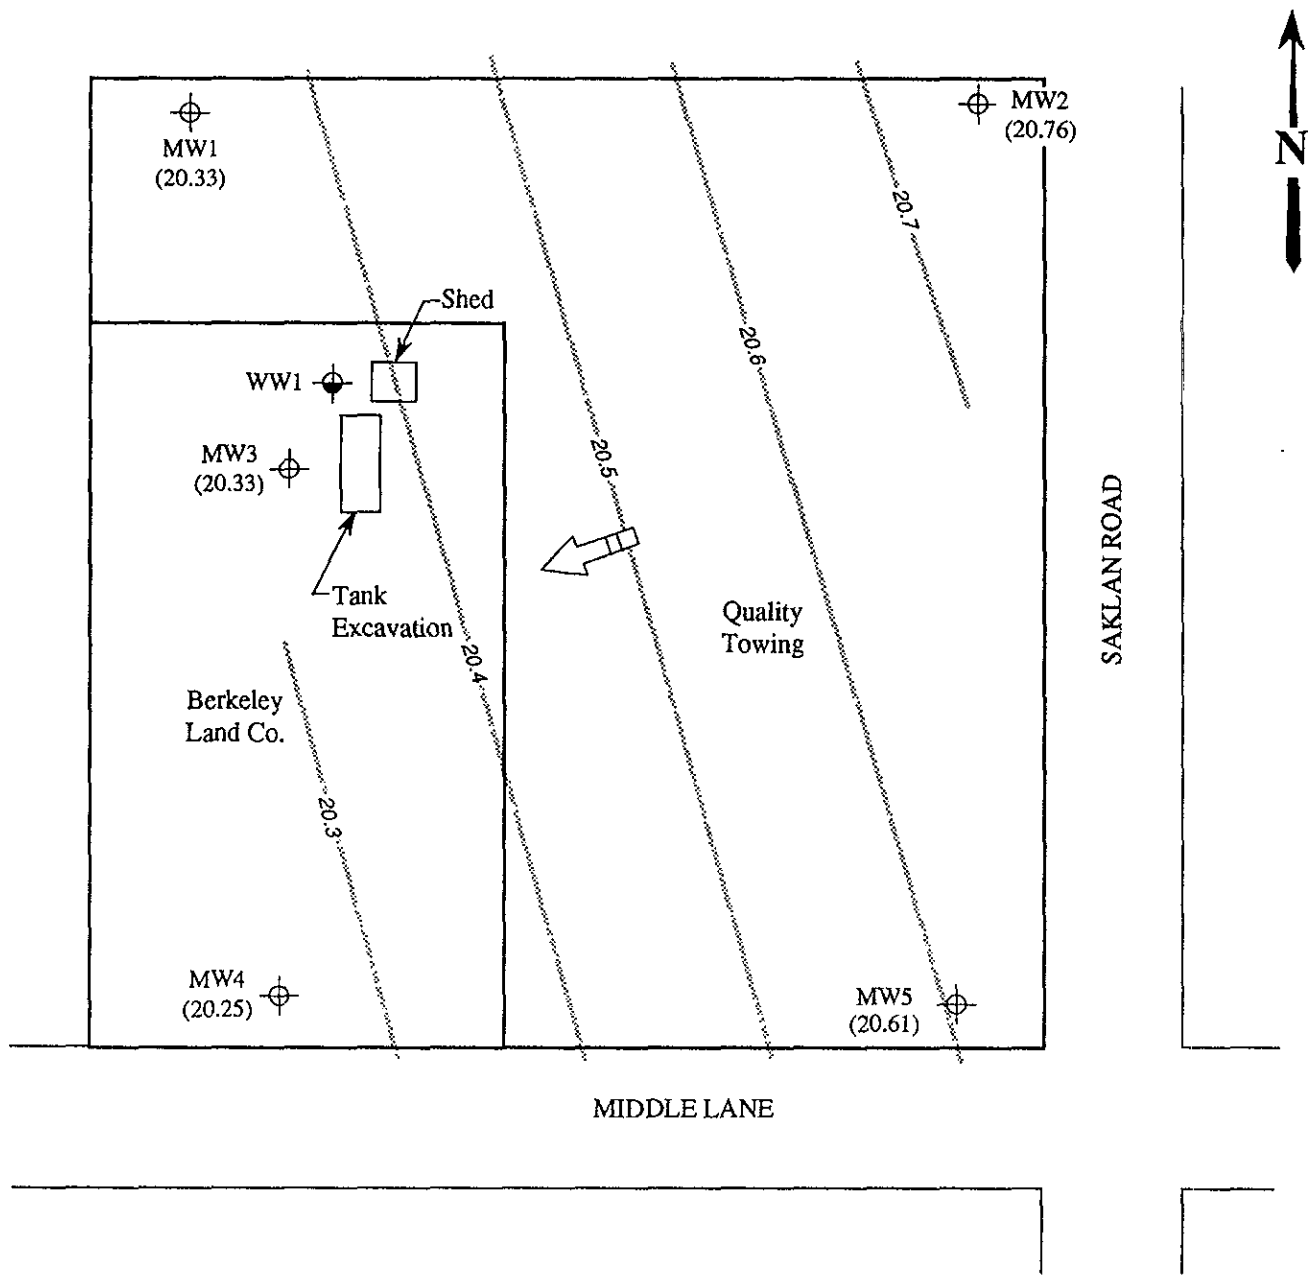 N
MW1
(20.33)
MW2
(20.76)
20.7
Shed
20.6
WW1
MW3
(20.33)
20.5
SAKLAN ROAD
Tank
Excavation
Quality
Towing
20.4
Berkeley
Land Co.
20.3
MW4
(20.25)
MW5
(20.61)
MIDDLE LANE